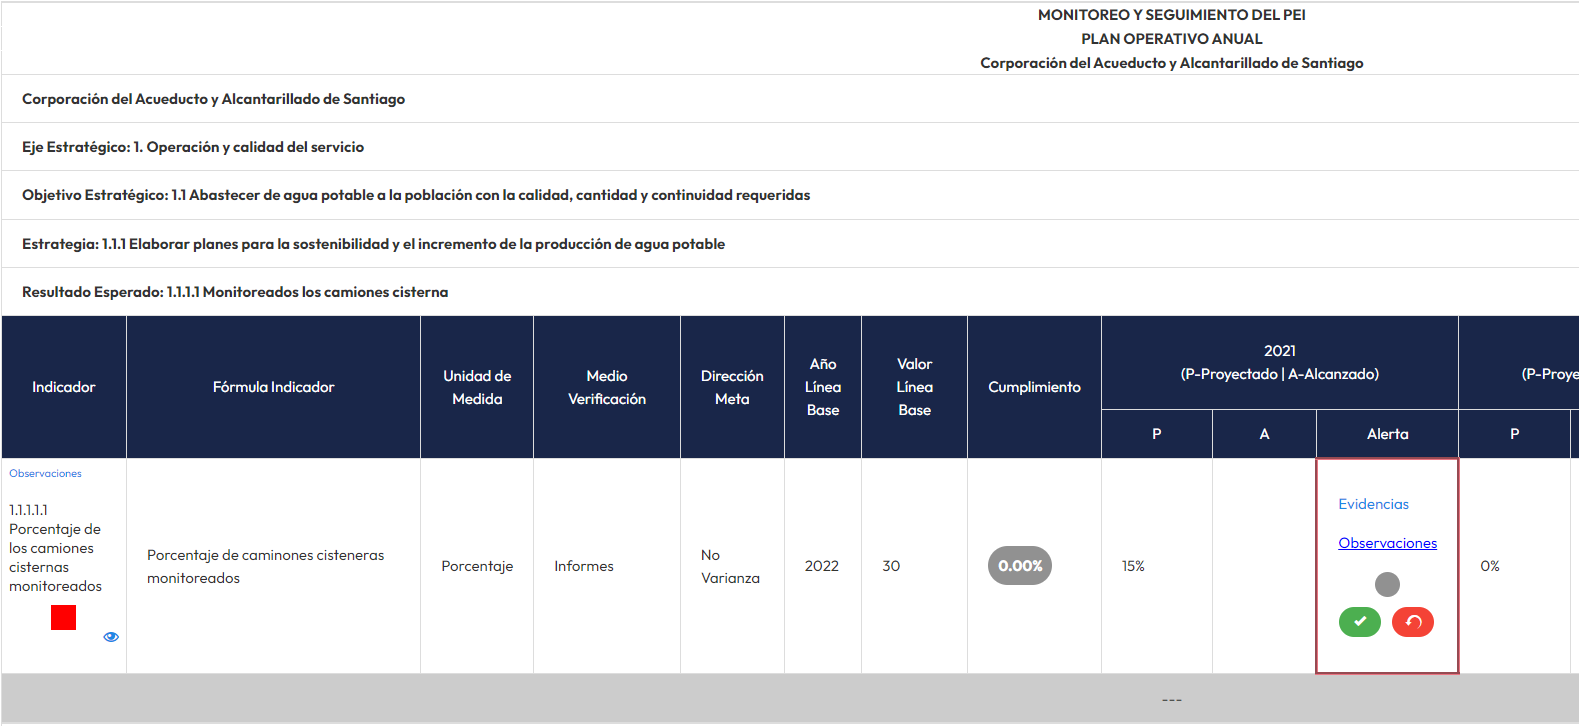 MONITOREO Y SEGUIMIENTO DEL PEI
PLAN OPERATIVO ANUAL
Corporación del Acueducto y Alcantarillado de Santiago
Corporación del Acueducto y Alcantarillado de Santiago
Eje Estratégico: 1. Operación y calidad del servicio
Objetivo Estratégico: 1.1 Abastecer de agua potable a la población con la calidad, cantidad y continuidad requeridas
Estrategia: 1.1.1 Elaborar planes para la sostenibilidad y el incremento de la producción de agua potable
Resultado Esperado: 1.1.1.1 Monitoreados los camiones cisterna
Indicador
Fórmula Indicador
Unidad de
Medida
Medio
Verificación
Dirección
Meta
Año
Línea
Base
Valor
Línea
Base
Cumplimiento
2021
(P-Proyectado | A-Alcanzado)
(P-Proye
P
A
Alerta
P
Observaciones
1.1.1.1.1
Porcentaje de
los camiones
cisternas
monitoreados
Porcentaje de caminones cisteneras
monitoreados
Porcentaje
Informes
No
Varianza
2022
30
0.00%
15%
Evidencias
Observaciones
0%
---